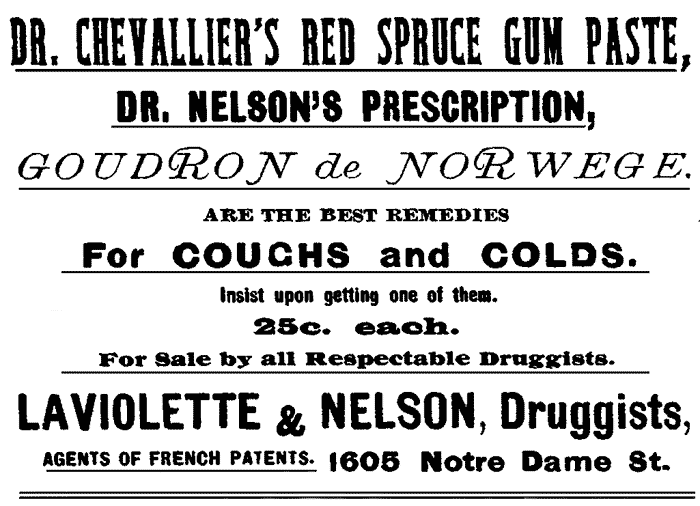 DR. CHEVALLIER'S RED SPRUCE GUM PASTE,
DR. NELSON'S PRESCRIPTION,
GOUDRON de NORWEGE.
ARE THE BEST REMEDIES
For COUGHS and COLDS.
Insist upon getting one of them.
25c. each.
For Sale by all Respectable Druggists.
LAVIOLETTE & NELSON, Druggists,
AGENTS OF FRENCH PATENTS. 1605 Notre Dame St.